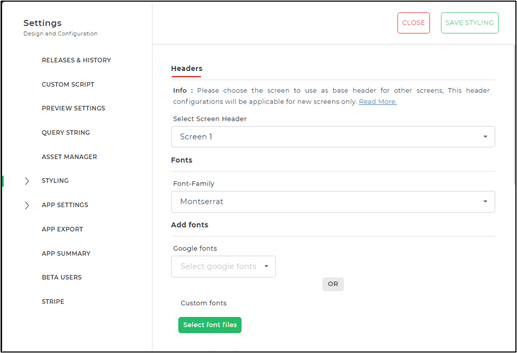 Settings
Design and Configuration
RELEASES & HISTORY
CUSTOM SCRIPT
PREVIEW SETTINGS
QUERY STRING
ASSET MANAGER
STYLING
APP SETTINGS
APP EXPORT
APP SUMMARY
BETA USERS
STRIPE
CLOSE
SAVE STYLING
Headers
Info : Please choose the screen to use as base header for other screens, This header
configurations will be applicable for new screens only. Read More.
Select Screen Header
Screen 1
Fonts
Font-Family
Montserrat
Add fonts
Google fonts
Select google fonts
OR
Custom fonts
Select font files